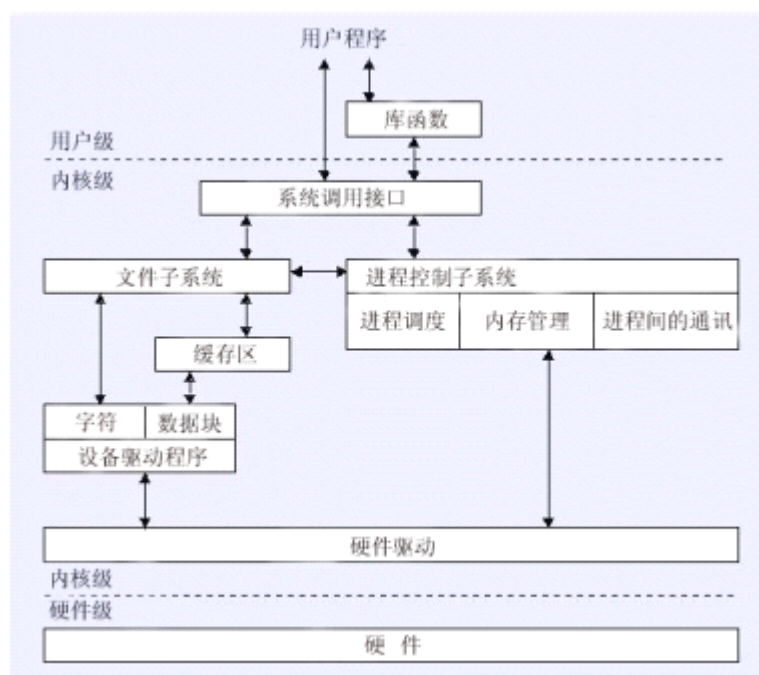 用户程序
库函数
用户级
内核级
系统调用接口
文件子系统
进程控制子系统
进程调度
内存管理
进程间的通讯
缓存区
字符
数据块
设备驱动程序
硬件驱动
内核级
硬件级
硬 件